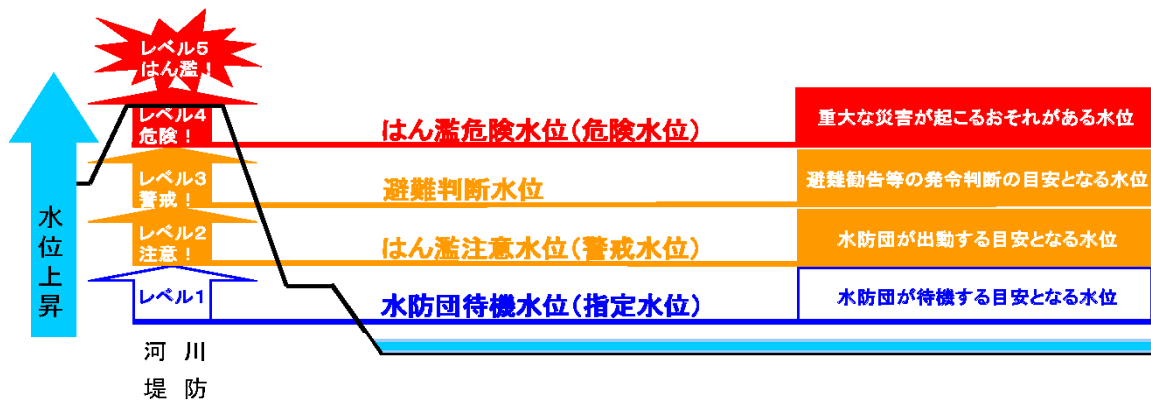 レベル5
はん濫！
レベル4
危険！
はん濫危険水位（危険水位）
重大な災害が起こるおそれがある水位
レベル3
警戒！
避難判断水位
避難勧告等の発令判断の目安となる水位
レベル2
注意！
はん濫注意水位（警戒水位）
水防団が出動する目安となる水位
レベル1
水防団待機水位（指定水位）
水防団が待機する目安となる水位
水位上昇
河川
堤防